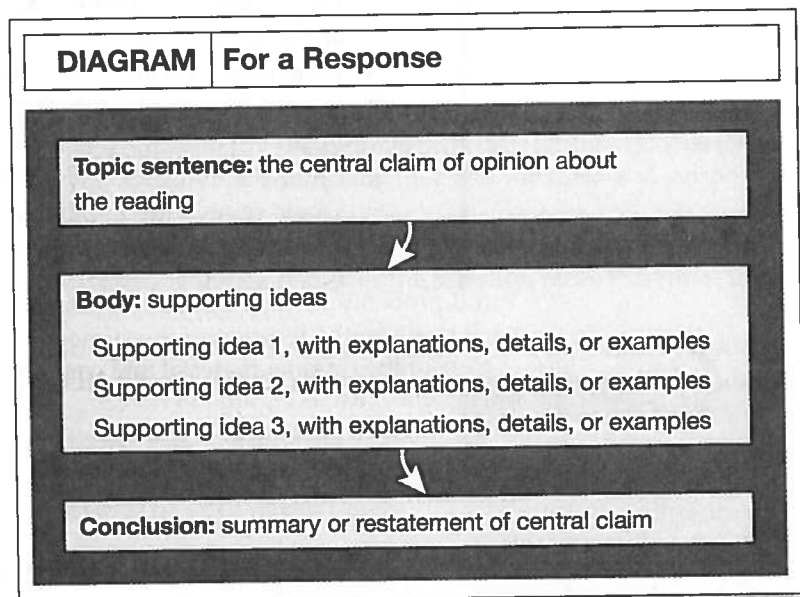 DIAGRAM For a Response
Topic sentence: the central claim of opinion about
the reading
Body: supporting ideas
Supporting idea 1, with explanations, details, or examples
Supporting idea 2, with explanations, details, or examples
Supporting idea 3, with explanations, details, or examples
Conclusion: summary or restatement of central claim